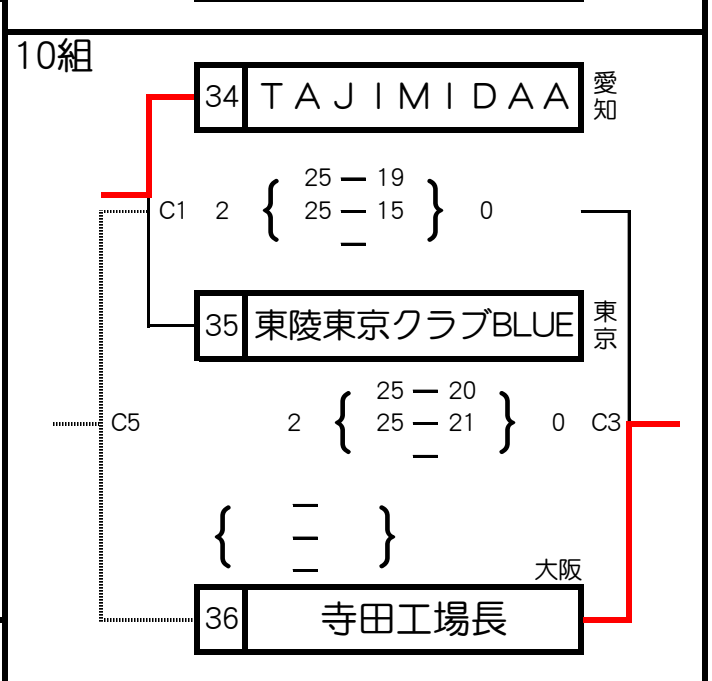 10組
34 ＴＡＪＩＭＩＤＡＡ 愛知
25 — 19
C1 2 { 25 — 15 } 0
—
35 東陵東京クラブBLUE 東京
25 — 20
C5 2 { 25 — 21 } 0 C3
—
—
{ — }
—
大阪
36 寺田工場長